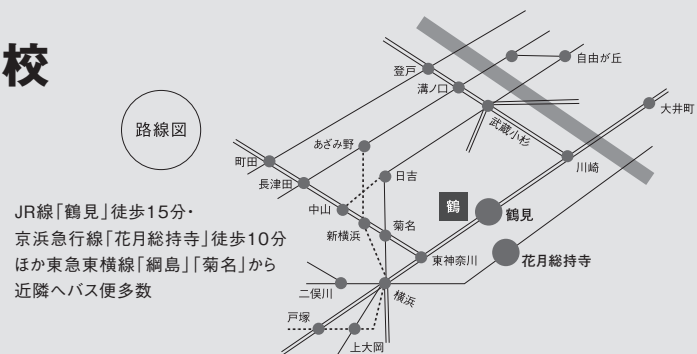 校
路線図
JR線「鶴見」徒歩15分・
京浜急行線「花月総持寺」徒歩10分
ほか東急東横線「綱島」「菊名」から
近隣へバス便多数
登戸
自由が丘
溝ノ口
大井町
武蔵小杉
あざみ野
川崎
町田
日吉
長津田
鶴
鶴見
中山
菊名
新横浜
東神奈川
花月総持寺
二俣川
横浜
戸塚
上大岡